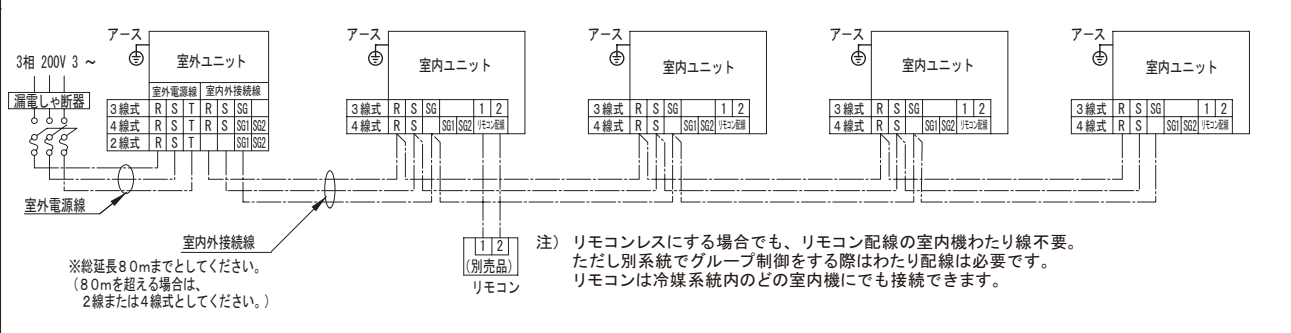 アース アース アース アース アース
3相 200V 3 ～ 室外ユニット 室内ユニット 室内ユニット 室内ユニット 室内ユニット
漏電しゃ断器 室外電源線 室内外接続線
3線式 R S T R S SG 3線式 R S SG 1 2 3線式 R S SG 1 2 3線式 R S SG 1 2 3線式 R S SG 1 2
4線式 R S T R S SG1 SG2 4線式 R S SG1 SG2 リモコン配線 4線式 R S SG1 SG2 リモコン配線 4線式 R S SG1 SG2 リモコン配線 4線式 R S SG1 SG2 リモコン配線
2線式 R S T SG1 SG2
室外電源線
室内外接続線
※総延長80mまでとしてください。
(80mを超える場合は、
2線または4線式としてください。)
1 2
(別売品)
リモコン
注) リモコンレスにする場合でも、リモコン配線の室内機わたり線不要。
ただし別系統でグループ制御をする際はわたり配線は必要です。
リモコンは冷媒系統内のどの室内機にでも接続できます。